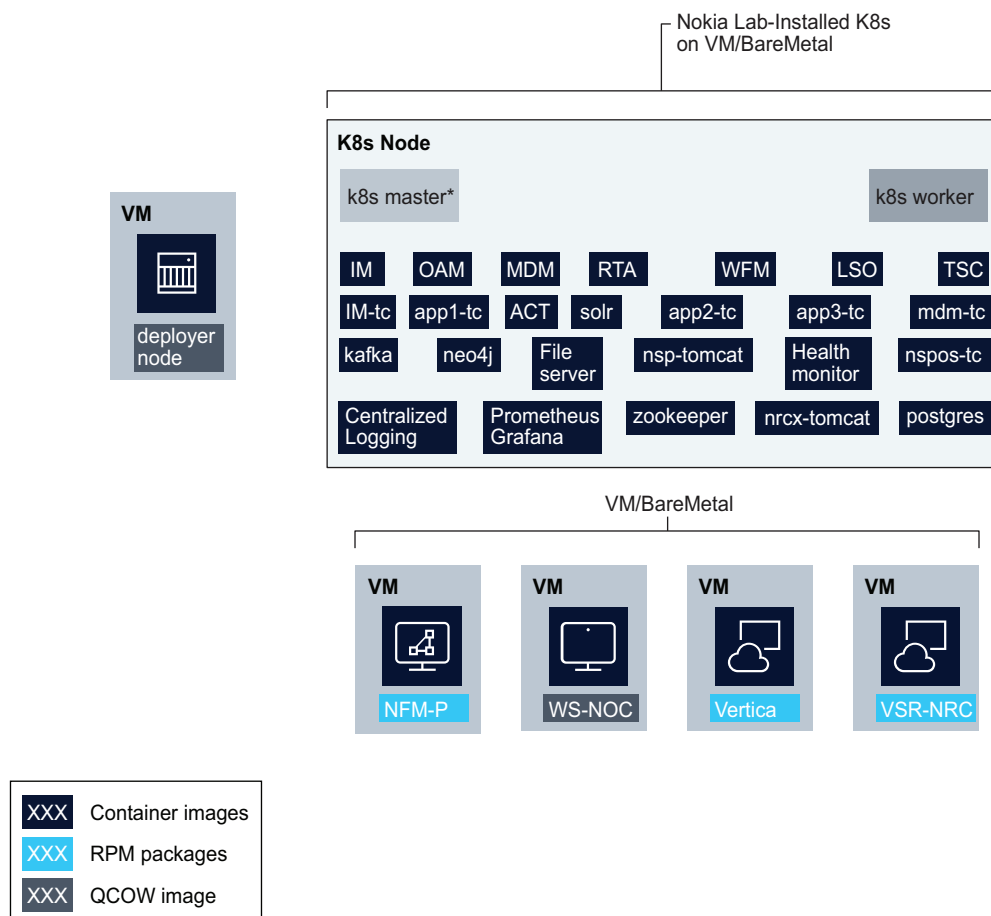 Nokia Lab-Installed K8s
on VM/BareMetal
K8s Node
k8s master*
k8s worker
VM
deployer
node
IM OAM MDM RTA WFM LSO TSC
IM-tc app1-tc ACT solr app2-tc app3-tc mdm-tc
kafka neo4j File server nsp-tomcat Health monitor nspos-tc
Centralized Logging Prometheus Grafana zookeeper nrcx-tomcat postgres
VM/BareMetal
VM VM VM VM
NFM-P WS-NOC Vertica VSR-NRC
XXX Container images
XXX RPM packages
XXX QCOW image